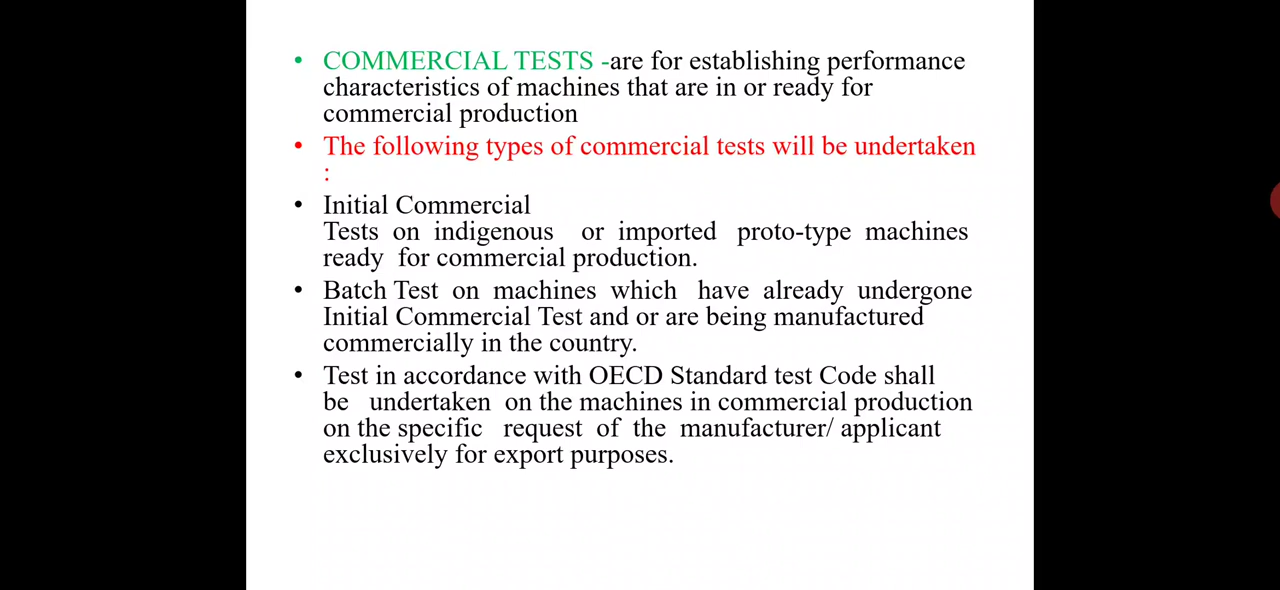 • COMMERCIAL TESTS -are for establishing performance
characteristics of machines that are in or ready for
commercial production
• The following types of commercial tests will be undertaken
:
• Initial Commercial
Tests on indigenous or imported proto-type machines
ready for commercial production.
• Batch Test on machines which have already undergone
Initial Commercial Test and or are being manufactured
commercially in the country.
• Test in accordance with OECD Standard test Code shall
be undertaken on the machines in commercial production
on the specific request of the manufacturer/ applicant
exclusively for export purposes.